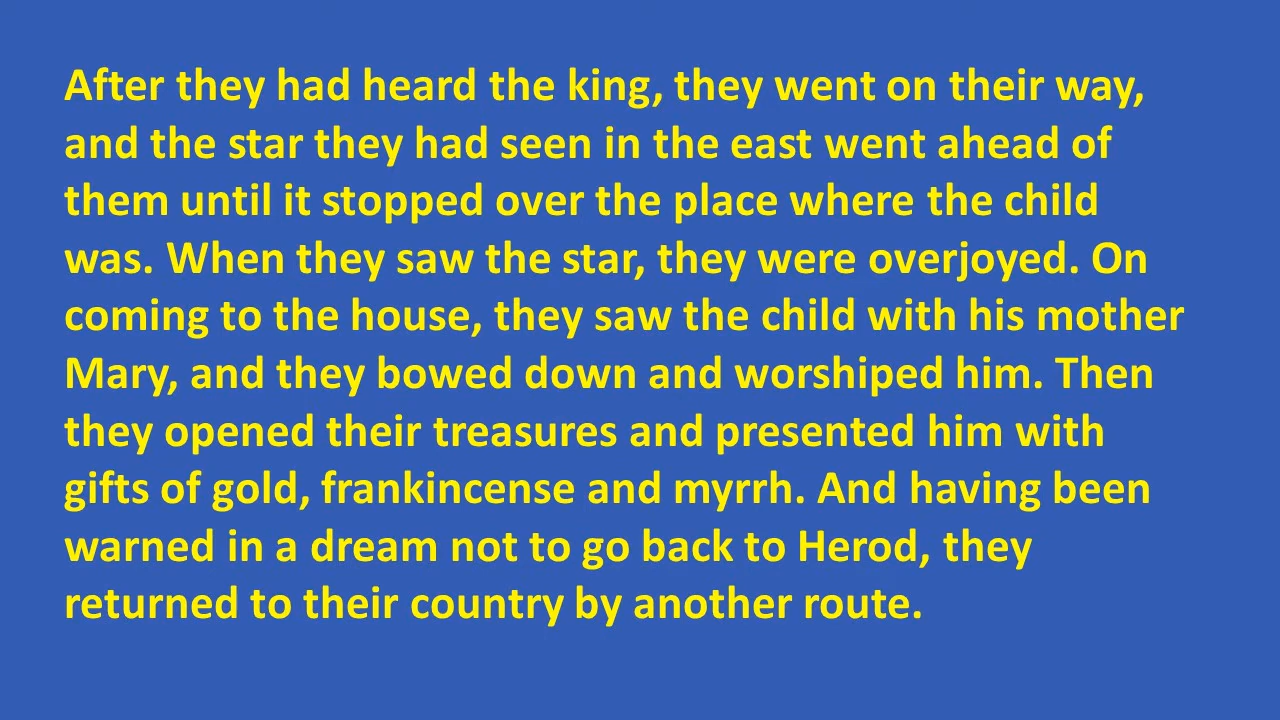 After they had heard the king, they went on their way,
and the star they had seen in the east went ahead of
them until it stopped over the place where the child
was. When they saw the star, they were overjoyed. On
coming to the house, they saw the child with his mother
Mary, and they bowed down and worshiped him. Then
they opened their treasures and presented him with
gifts of gold, frankincense and myrrh. And having been
warned in a dream not to go back to Herod, they
returned to their country by another route.